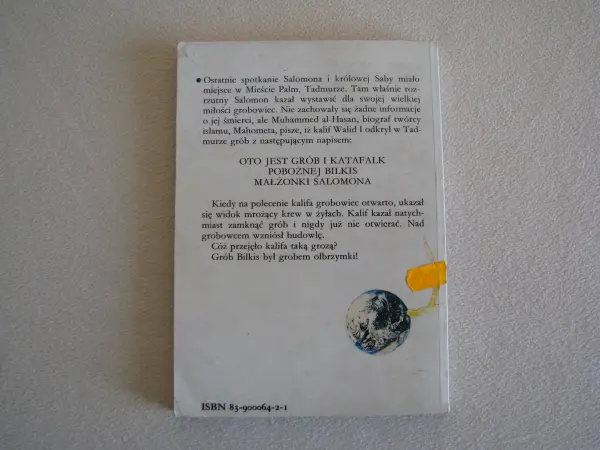 • Ostatnie spotkanie Salomona i królowej Saby miało
miejsce w Mieście Palm, Tadmurze. Tam właśnie roz-
rzutny Salomon kazał wystawić dla swojej wielkiej
miłości grobowiec. Nie zachowały się żadne informacje
o jej śmierci, ale Muhammed al-Hasan, biograf twórcy
islamu, Mahometa, pisze, iż kalif Walid I odkrył w Tad-
murze grób z następującym napisem:
OTO JEST GRÓB I KATAFALK
POBOŻNEJ BILKIS
MAŁŻONKI SALOMONA
Kiedy na polecenie kalifa grobowiec otwarto, ukazał
się widok mrożący krew w żyłach. Kalif kazał natych-
miast zamknąć grób i nigdy już nie otwierać. Nad
grobowcem wzniósł budowlę.
Cóż przejęło kalifa taką grozą?
Grób Bilkis był grobem olbrzymki!
ISBN 83-900064-2-1